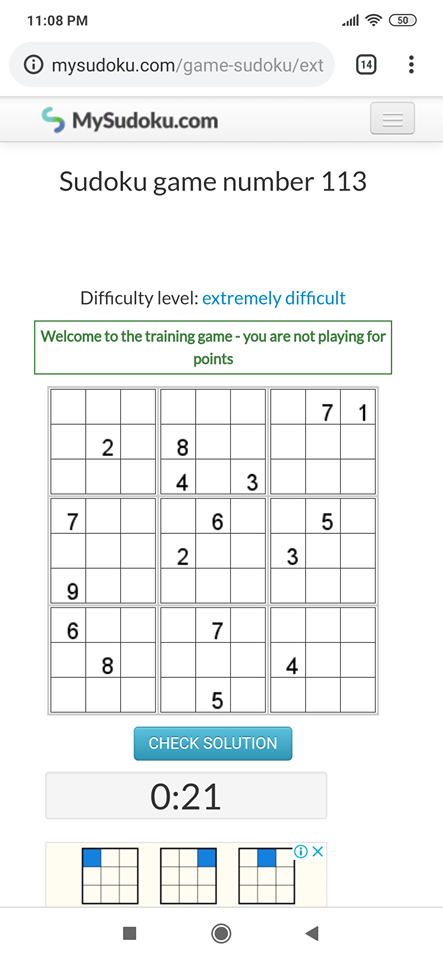 11:08 PM 50
mysudoku.com/game-sudoku/ext 14
MySudoku.com
Sudoku game number 113
Difficulty level: extremely difficult
Welcome to the training game - you are not playing for
points
7 1
2 8
4 3
7 6 5
2 3
9
6 7
8 4
5
CHECK SOLUTION
0:21